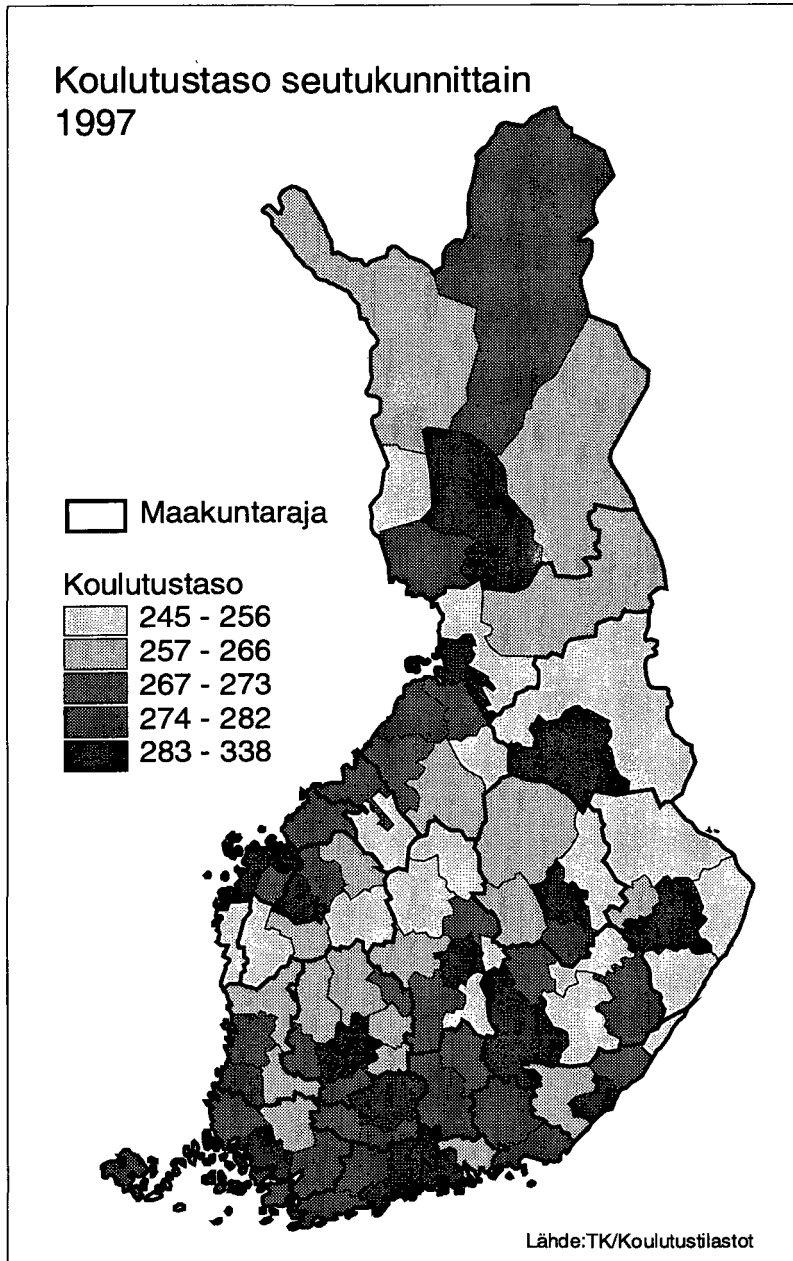 Koulutustaso seutukunnittain
1997
Maakuntaraja
Koulutustaso
245 - 256
257 - 266
267 - 273
274 - 282
283 - 338
Lähde:TK/Koulutustilastot